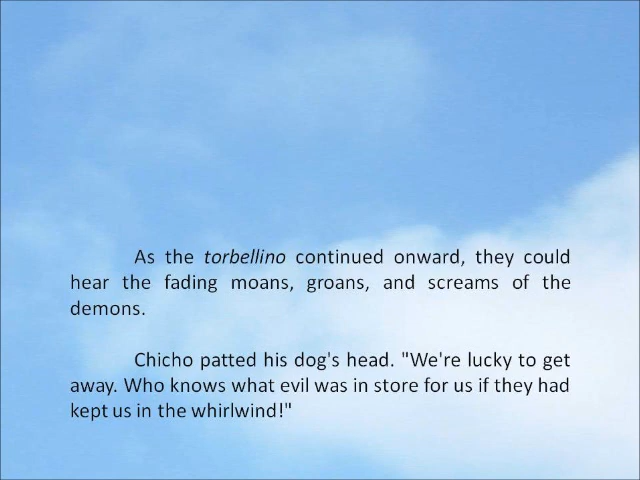 As the torbellino continued onward, they could
hear the fading moans, groans, and screams of the
demons.
Chicho patted his dog's head. "We're lucky to get
away. Who knows what evil was in store for us if they had
kept us in the whirlwind!"